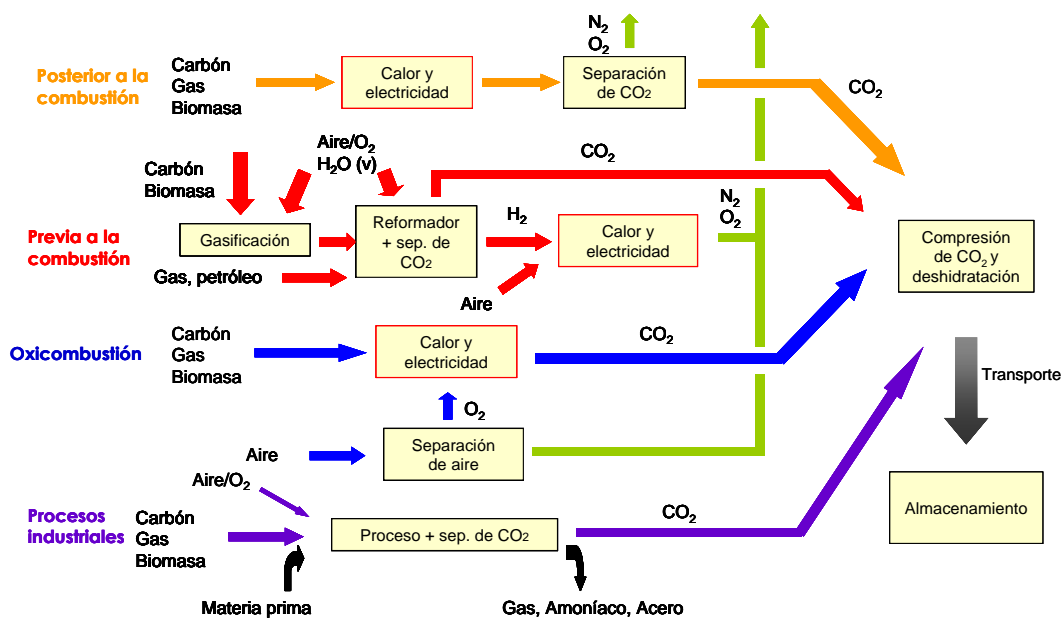 Posterior a la
combustión
Carbón
Gas
Biomasa
Calor y
electricidad
Separación
de CO2
N2
O2
CO2
Carbón
Biomasa
Aire/O2
H2O (v)
CO2
Previa a la
combustión
Gasificación
Reformador
+ sep. de
CO2
H2
Calor y
electricidad
N2
O2
Gas, petróleo
Aire
Compresión
de CO2 y
deshidratación
Oxicombustión
Carbón
Gas
Biomasa
Calor y
electricidad
CO2
O2
Transporte
Aire
Separación
de aire
Aire/O2
Procesos
industriales
Carbón
Gas
Biomasa
Proceso + sep. de CO2
CO2
Almacenamiento
Materia prima
Gas, Amoníaco, Acero